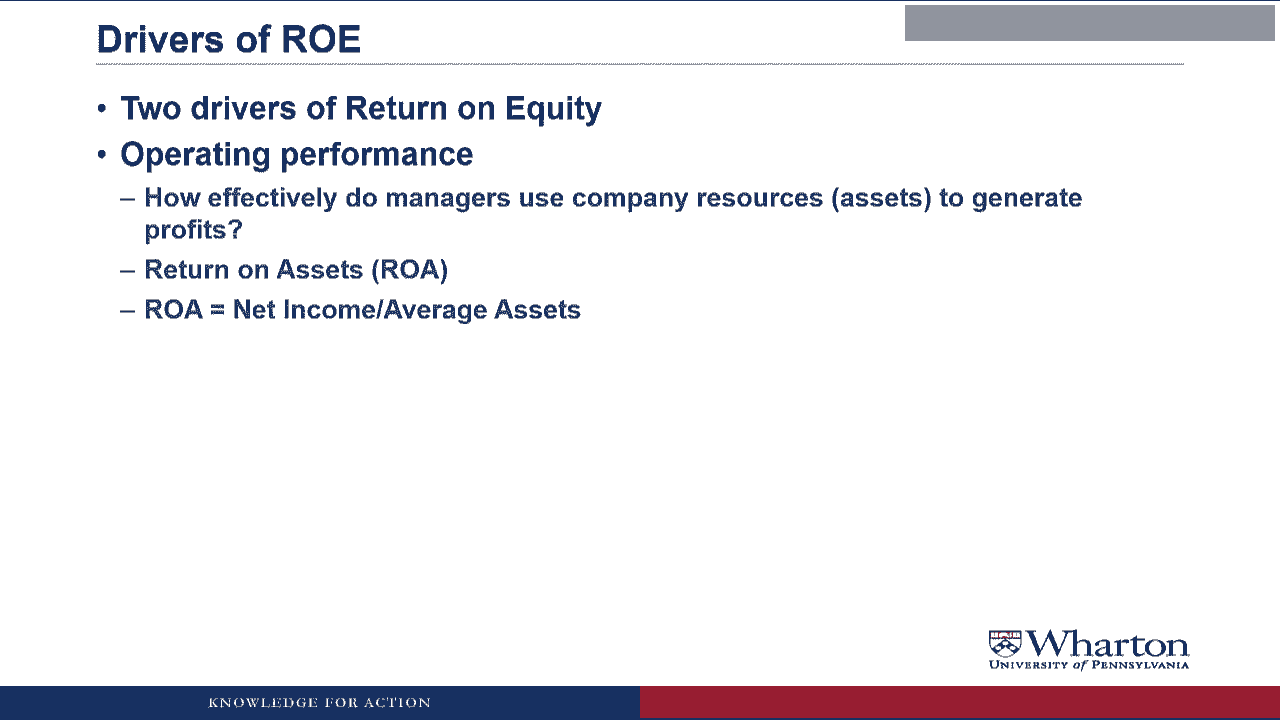 Drivers of ROE
• Two drivers of Return on Equity
• Operating performance
– How effectively do managers use company resources (assets) to generate
profits?
– Return on Assets (ROA)
– ROA = Net Income/Average Assets
Wharton
UNIVERSITY of PENNSYLVANIA
KNOWLEDGE FOR ACTION